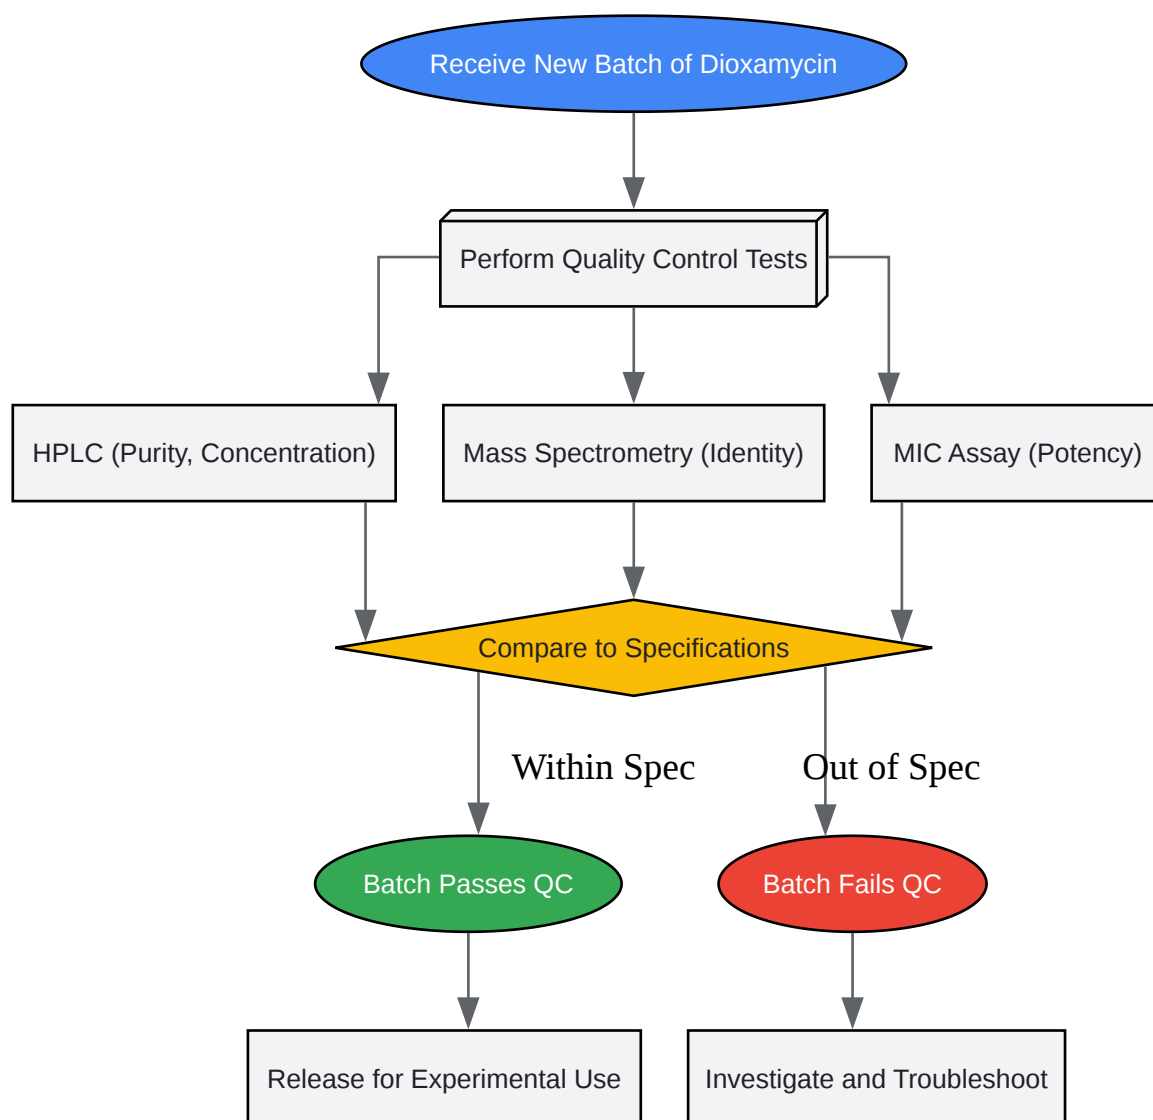 Receive New Batch of Dioxamycin
Perform Quality Control Tests
HPLC (Purity, Concentration)
Mass Spectrometry (Identity)
MIC Assay (Potency)
Compare to Specifications
Within Spec
Out of Spec
Batch Passes QC
Batch Fails QC
Release for Experimental Use
Investigate and Troubleshoot